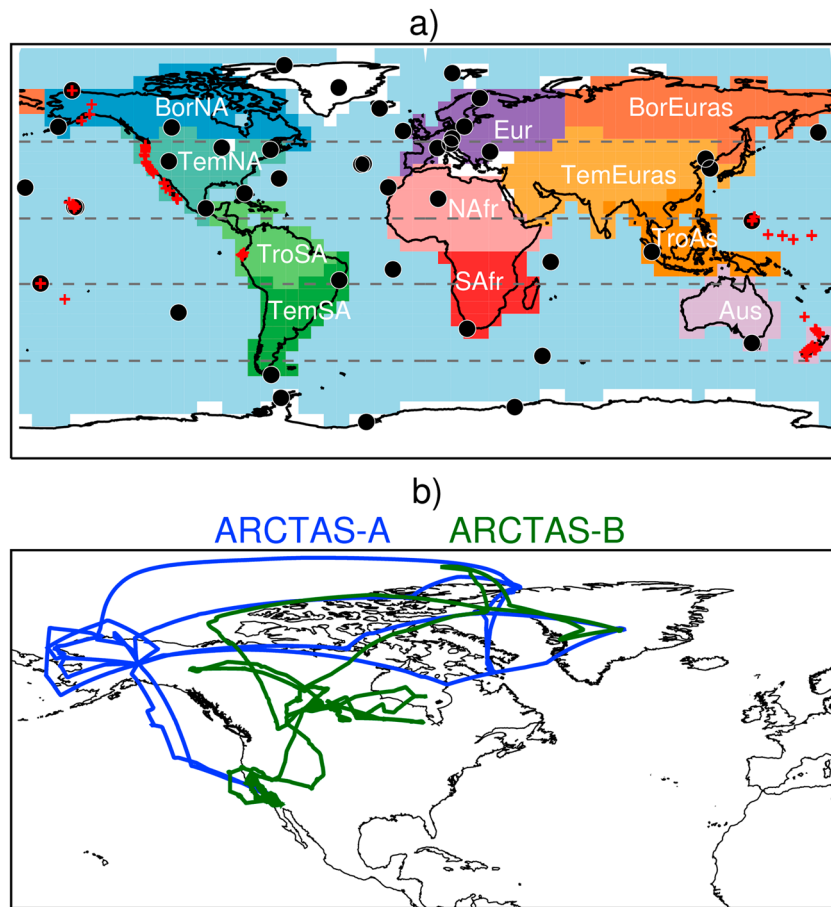 a)
BorNA
Eur
BorEuras
TemNA
TemEuras
NAfr
TroAs
TroSA
SAfr
TemSA
Aus
b)
ARCTAS-A ARCTAS-B